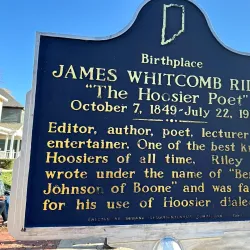 Birthplace
JAMES WHITCOMB RIL
"The Hoosier Poet"
October 7, 1849-July 22, 19
Editor, author, poet, lecturer
entertainer. One of the best K
Hoosiers of all time. Riley
wrote under the name of "Be
Johnson of Boone" and was fa
for his use of Hoosier dialec